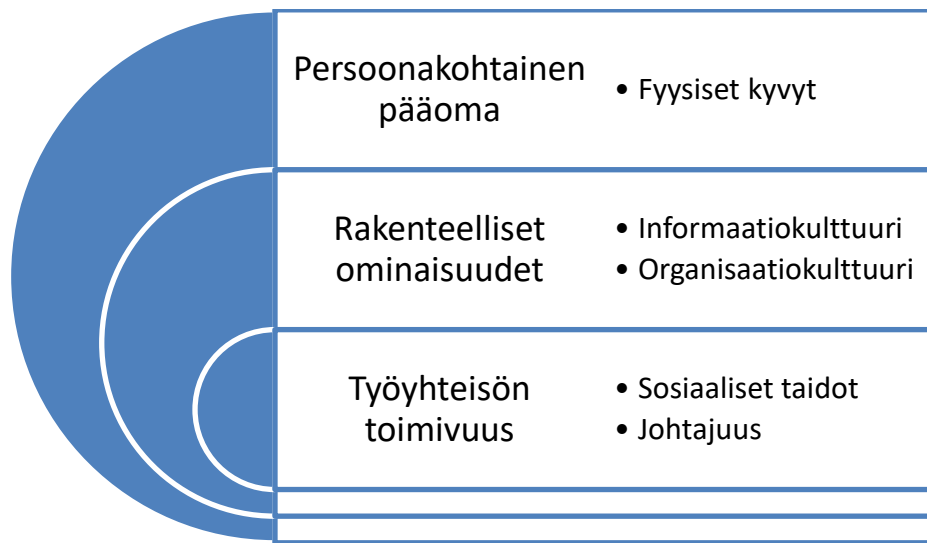 Persoonakohtainen
pääoma
• Fyysiset kyvyt
Rakenteelliset
ominaisuudet
• Informaatiokulttuuri
• Organisaatiokulttuuri
Työyhteisön
toimivuus
• Sosiaaliset taidot
• Johtajuus